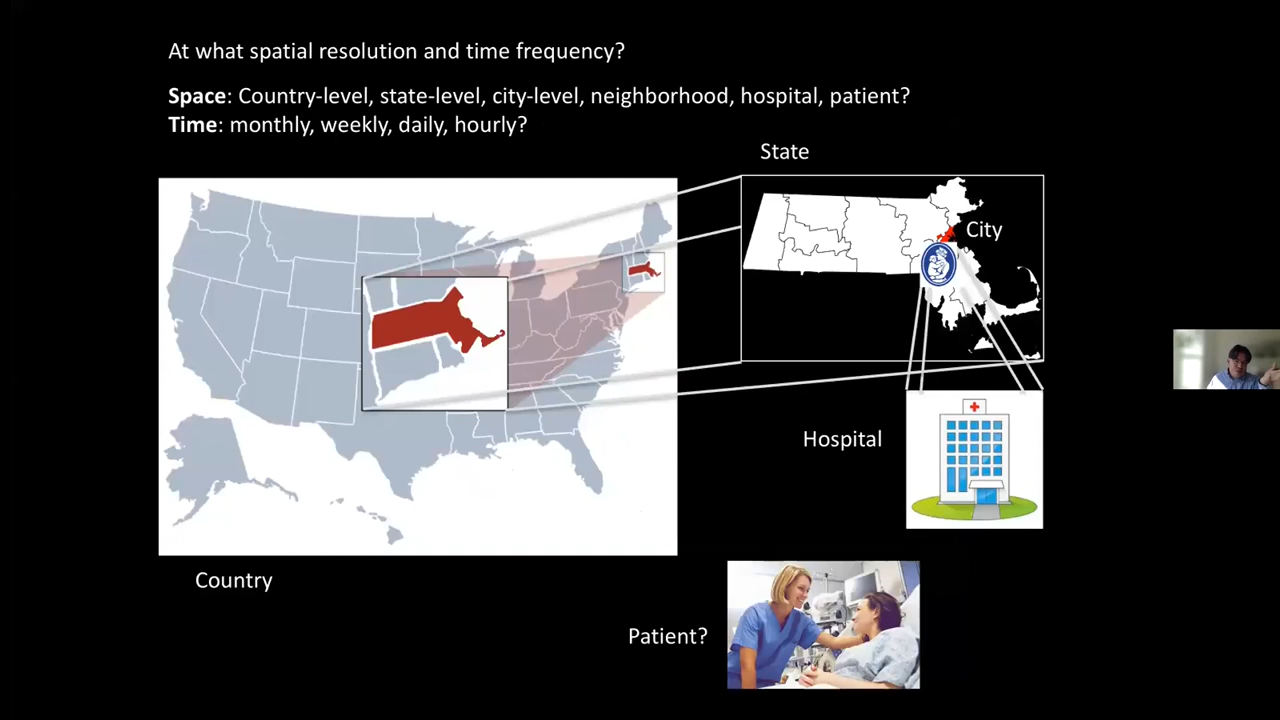 At what spatial resolution and time frequency?
Space: Country-level, state-level, city-level, neighborhood, hospital, patient?
Time: monthly, weekly, daily, hourly?
State
City
Hospital
Country
Patient?